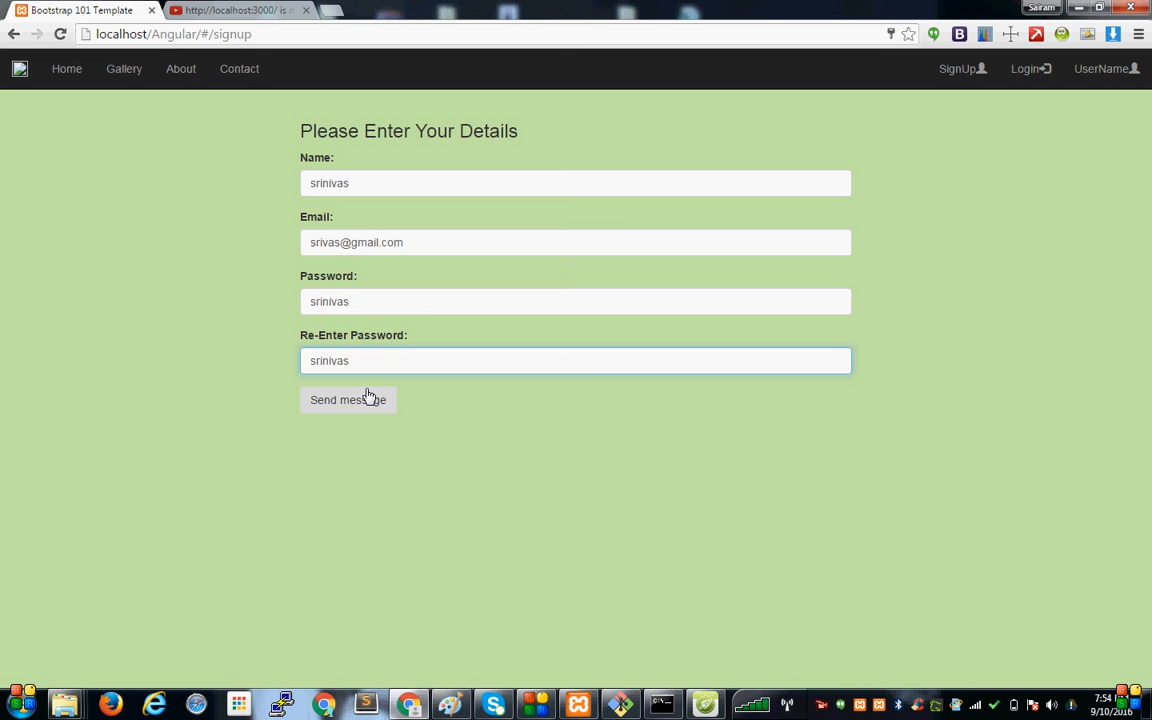 Bootstrap 101 Template
http://localhost:3000/ is
Sairam
localhost/Angular/#/signup
Home
Gallery
About
Contact
SignUp
Login
UserName
Please Enter Your Details
Name:
srinivas
Email:
srivas@gmail.com
Password:
srinivas
Re-Enter Password:
srinivas
Send message
7:54
9/10/2016